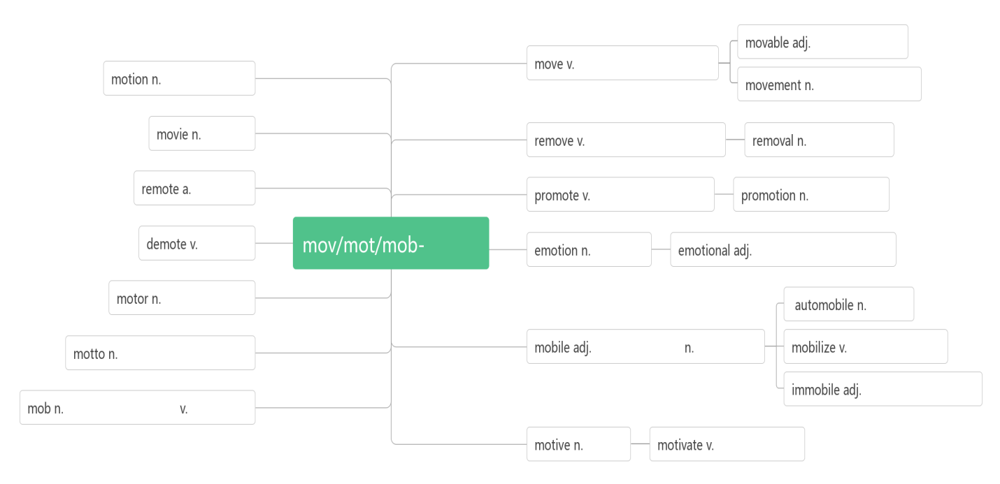 motion n.
movie n.
remote a.
demote v.
motor n.
motto n.
mob n. v.
mov/mot/mob-
move v.
movable adj.
movement n.
remove v.
removal n.
promote v.
promotion n.
emotion n.
emotional adj.
mobile adj. n.
automobile n.
mobilize v.
immobile adj.
motive n.
motivate v.